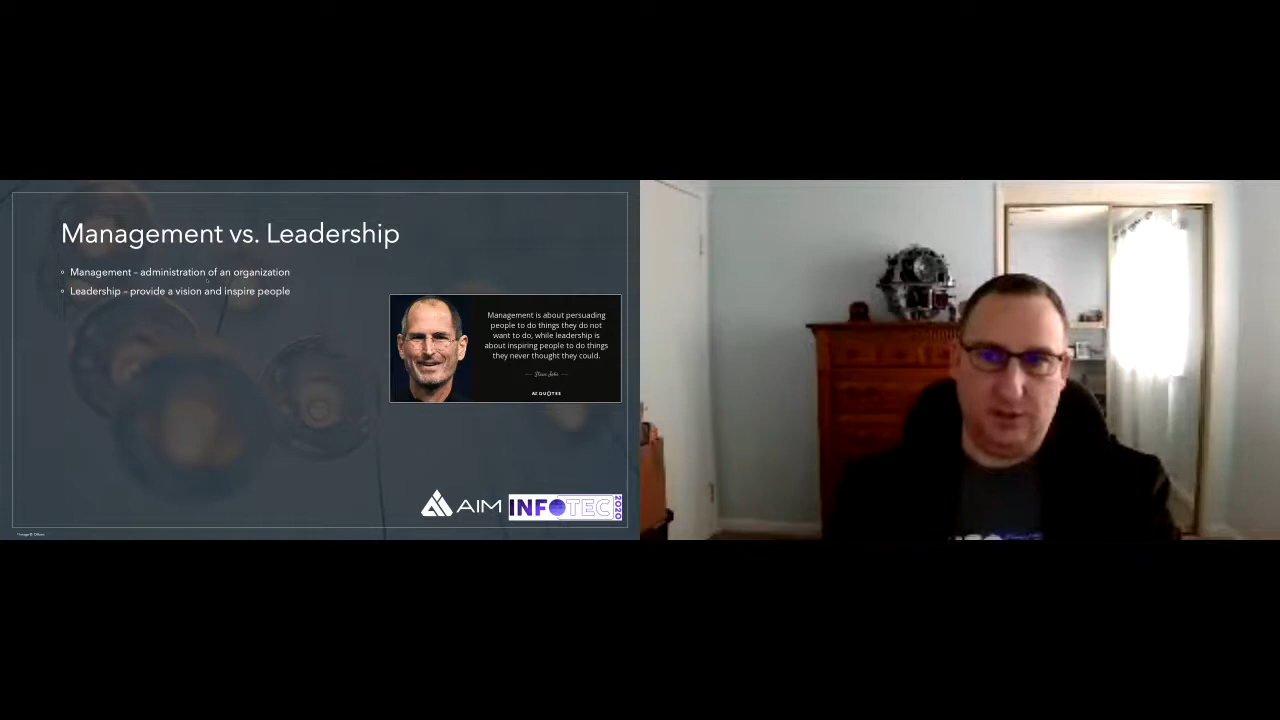 Management vs. Leadership
Management - administration of an organization
Leadership - provide a vision and inspire people
Management is about persuading
people to do things they do not
want to do, while leadership is
about inspiring people to do things
they never thought they could.
— Steve Jobs —
AZ QUOTES
AIM INFOTEC 2020